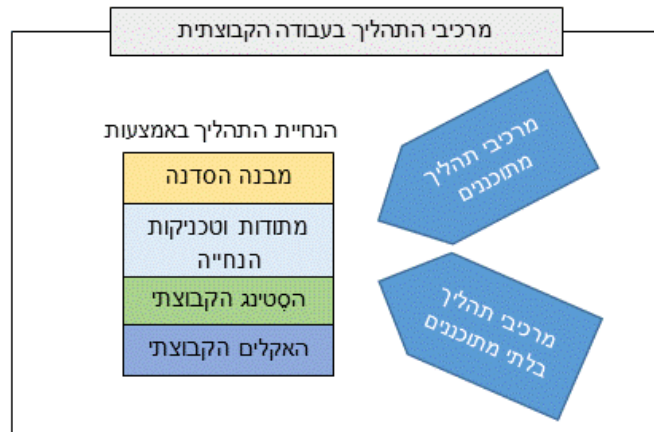 מרכיבי התהליך בעבודה הקבוצתית
מרכיבי תהליך
מתוכננים
הנחיית התהליך באמצעות
מבנה הסדנה
מתודות וטכניקות
הנחייה
הסֶטינג הקבוצתי
האקלים הקבוצתי
מרכיבי תהליך
בלתי מתוכננים